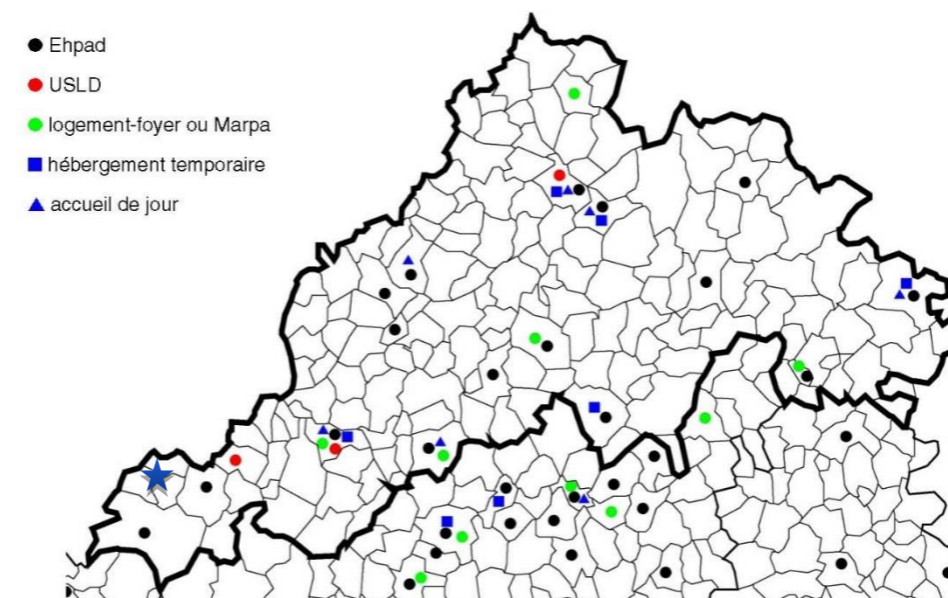 Ehpad
USLD
logement-foyer ou Marpa
hébergement temporaire
accueil de jour